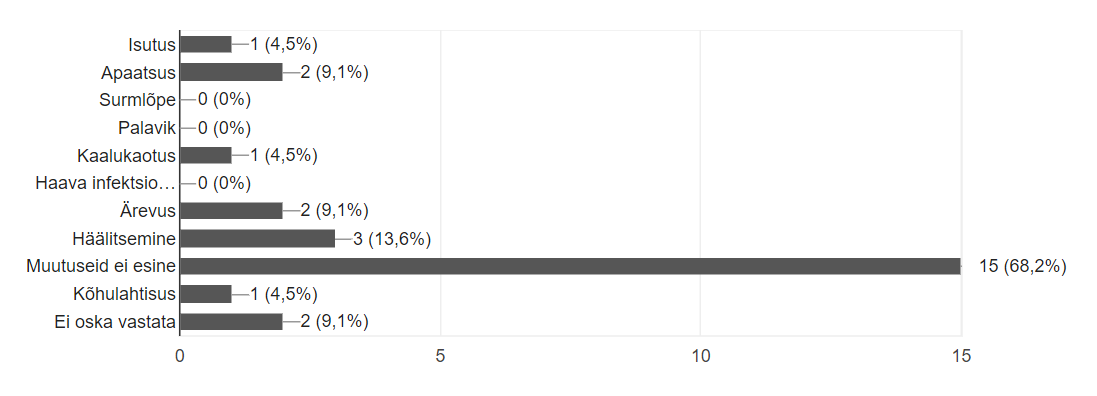 Isutus 1 (4,5%)
Apaatsus 2 (9,1%)
Surmlõpe 0 (0%)
Palavik 0 (0%)
Kaalukaotus 1 (4,5%)
Haava infektsio… 0 (0%)
Ärevus 2 (9,1%)
Häälitsemine 3 (13,6%)
Muutuseid ei esine 15 (68,2%)
Kõhulahtisus 1 (4,5%)
Ei oska vastata 2 (9,1%)
0 5 10 15